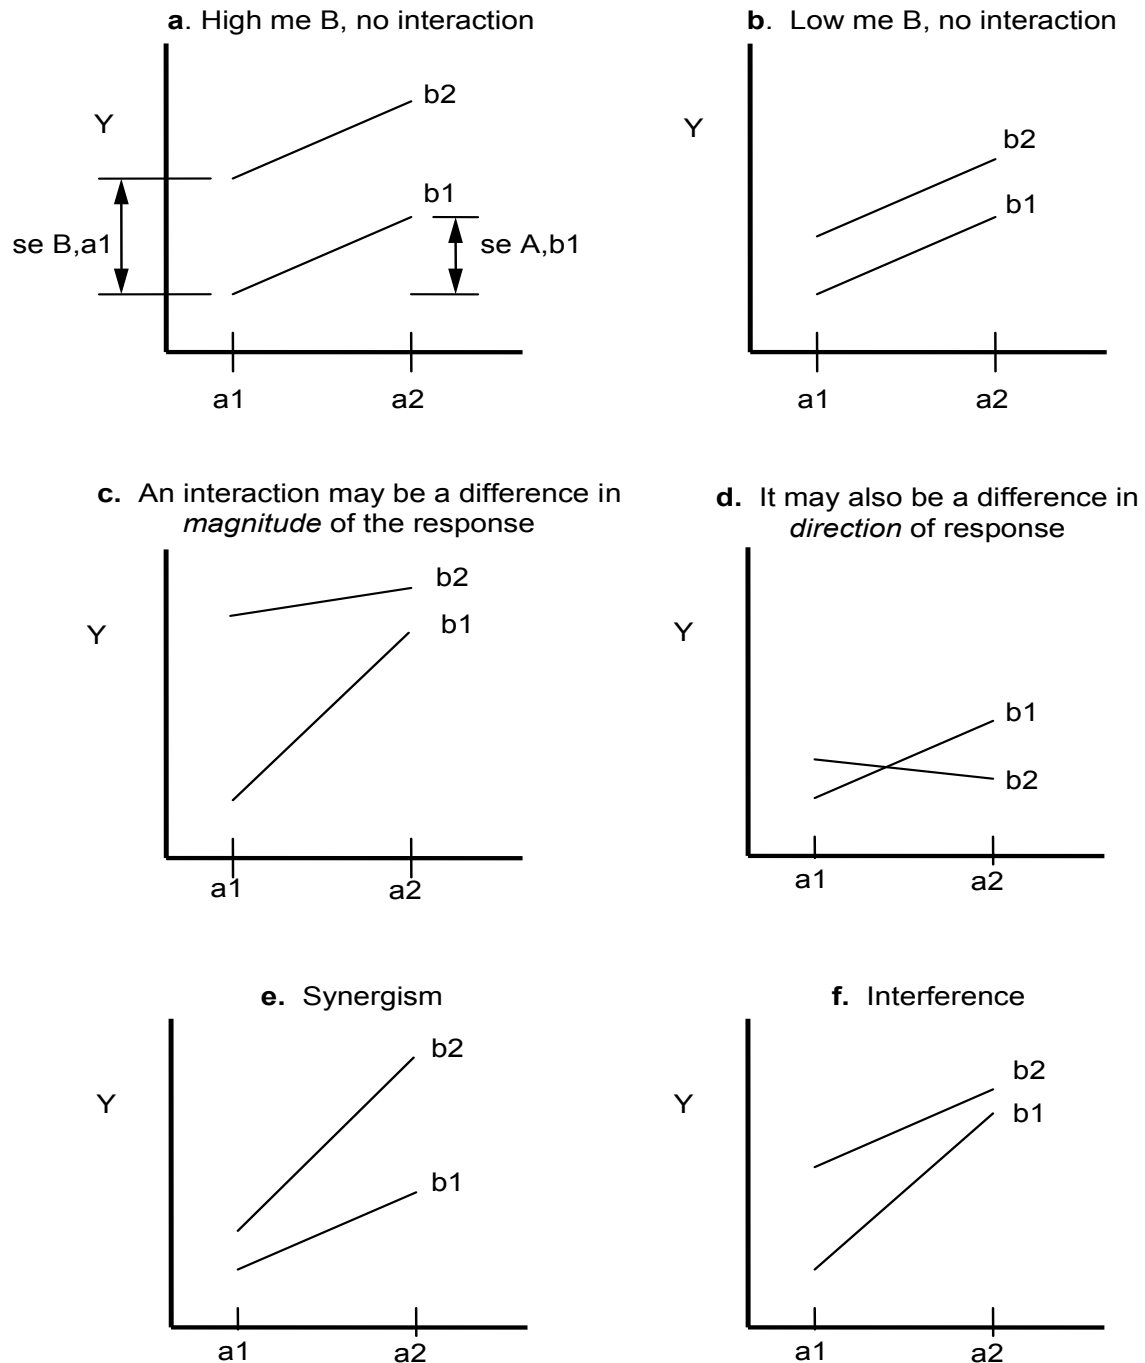 a. High me B, no interaction
Y
b2
b1
se B,a1
se A,b1
a1
a2
b. Low me B, no interaction
Y
b2
b1
a1
a2
c. An interaction may be a difference in
magnitude of the response
Y
b2
b1
a1
a2
d. It may also be a difference in
direction of response
Y
b1
b2
a1
a2
e. Synergism
Y
b2
b1
a1
a2
f. Interference
Y
b2
b1
a1
a2